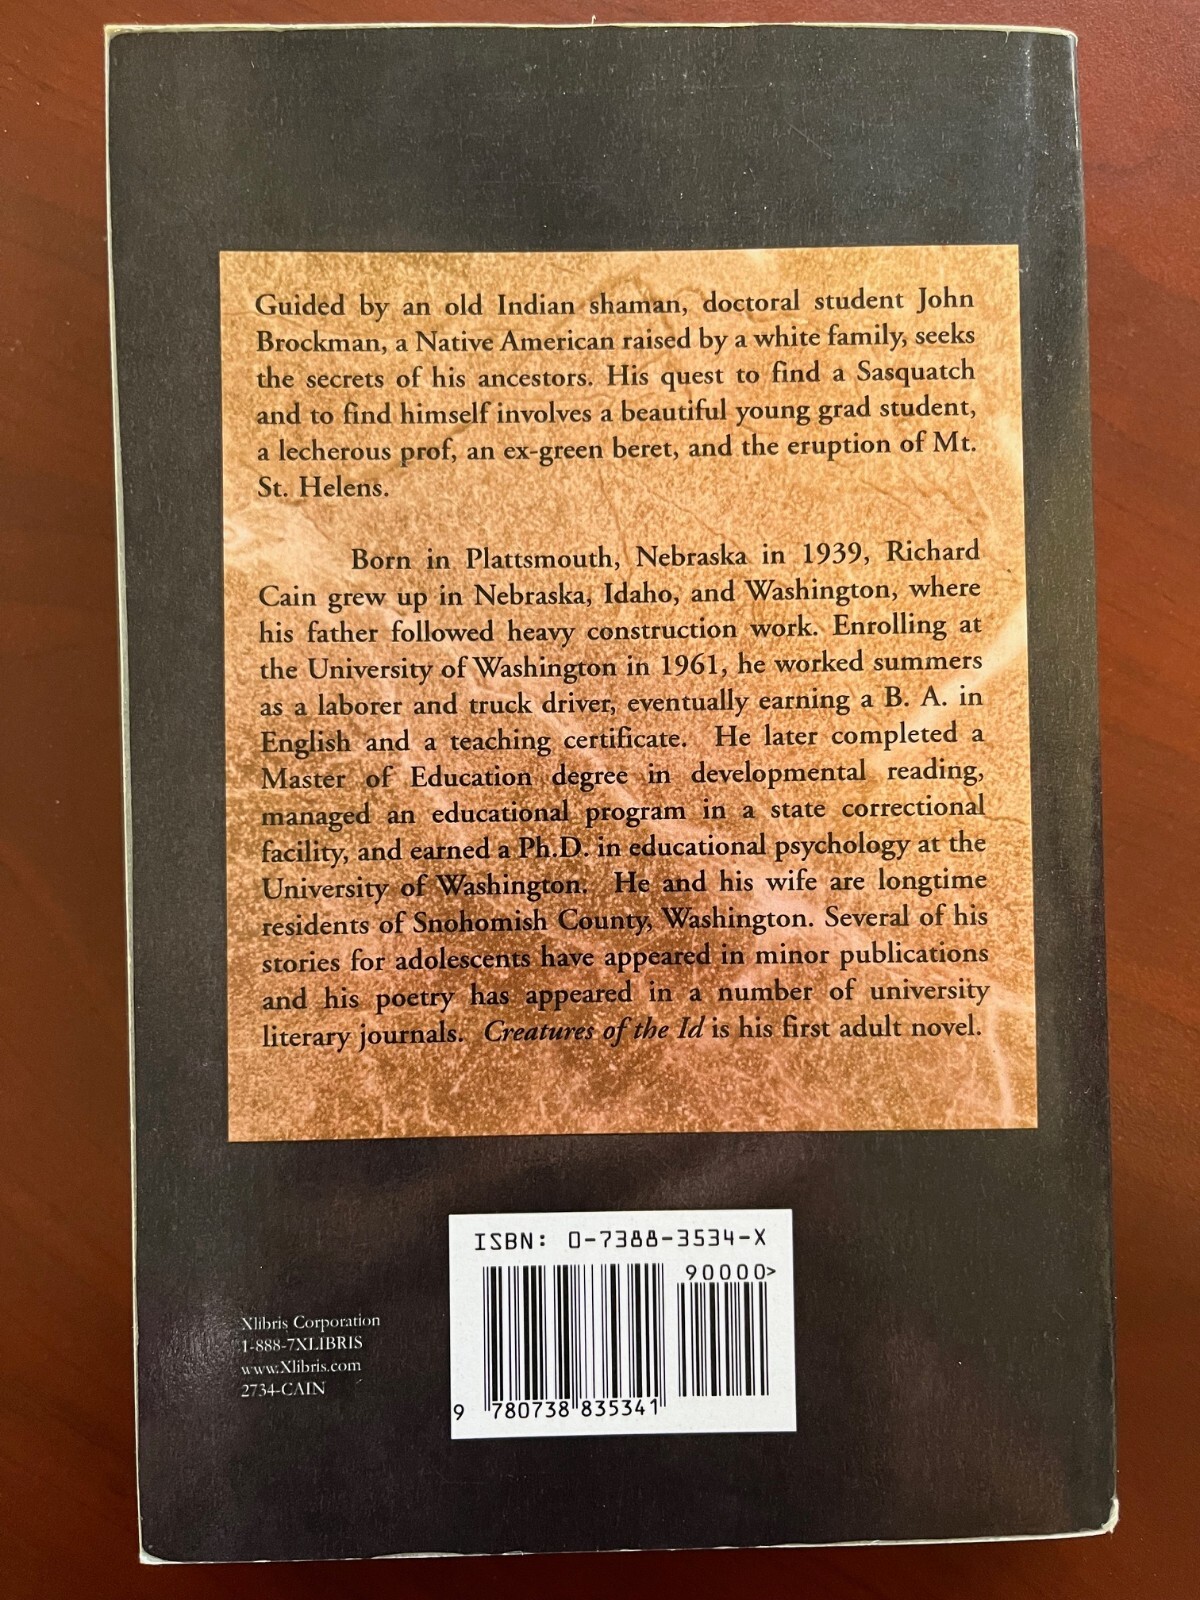 Guided by an old Indian shaman, doctoral student John
Brockman, a Native American raised by a white family, seeks
the secrets of his ancestors. His quest to find a Sasquatch
and to find himself involves a beautiful young grad student,
a lecherous prof, an ex-green beret, and the eruption of Mt.
St. Helens.
Born in Plattsmouth, Nebraska in 1939, Richard
Cain grew up in Nebraska, Idaho, and Washington, where
his father followed heavy construction work. Enrolling at
the University of Washington in 1961, he worked summers
as a laborer and truck driver, eventually earning a B. A. in
English and a teaching certificate. He later completed a
Master of Education degree in developmental reading,
managed an educational program in a state correctional
facility, and earned a Ph.D. in educational psychology at the
University of Washington. He and his wife are longtime
residents of Snohomish County, Washington. Several of his
stories for adolescents have appeared in minor publications
and his poetry has appeared in a number of university
literary journals. Creatures of the Id is his first adult novel.
ISBN: 0-7388-3534-X
90000>
9 780738 835341
Xlibris Corporation
1-888-7XLIBRIS
www.Xlibris.com
2734-CAIN